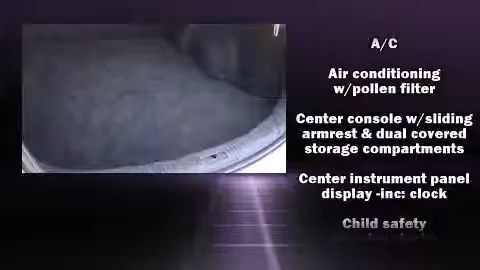 A/C
Air conditioning
w/pollen filter
Center console w/sliding
armrest & dual covered
storage compartments
Center instrument panel
display -inc: clock
Child safety